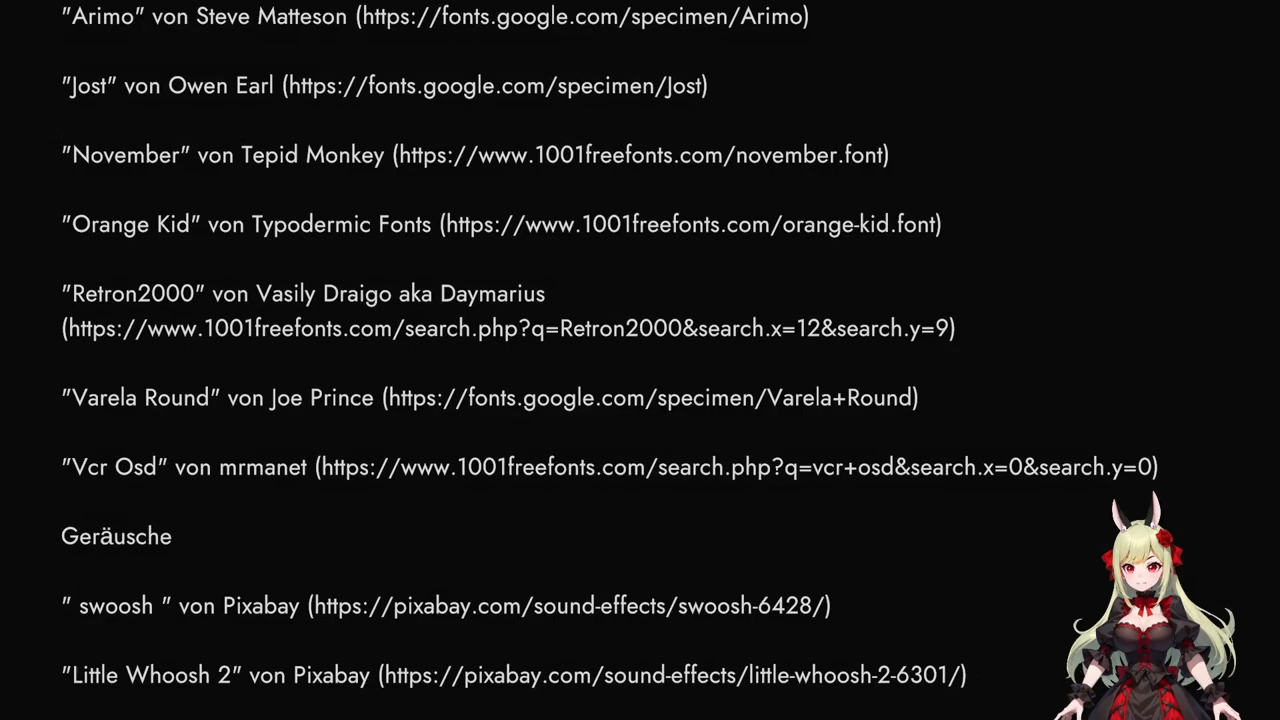 "Arimo" von Steve Matteson (https://fonts.google.com/specimen/Arimo)
"Jost" von Owen Earl (https://fonts.google.com/specimen/Jost)
"November" von Tepid Monkey (https://www.1001freefonts.com/november.font)
"Orange Kid" von Typodermic Fonts (https://www.1001freefonts.com/orange-kid.font)
"Retron2000" von Vasily Draigo aka Daymarius
(https://www.1001freefonts.com/search.php?q=Retron2000&search.x=12&search.y=9)
"Varela Round" von Joe Prince (https://fonts.google.com/specimen/Varela+Round)
"Vcr Osd" von mrmanet (https://www.1001freefonts.com/search.php?q=vcr+osd&search.x=0&search.y=0)
Geräusche
" swoosh " von Pixabay (https://pixabay.com/sound-effects/swoosh-6428/)
"Little Whoosh 2" von Pixabay (https://pixabay.com/sound-effects/little-whoosh-2-6301/)